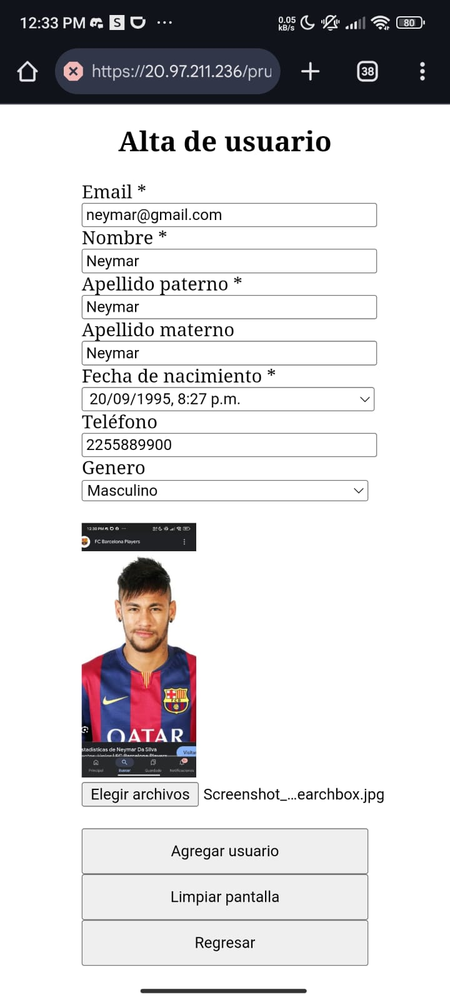 12:33 PM S ... 0.05 kB/s 80
https://20.97.211.236/pru 38
Alta de usuario
Email *
neymar@gmail.com
Nombre *
Neymar
Apellido paterno *
Neymar
Apellido materno
Neymar
Fecha de nacimiento *
20/09/1995, 8:27 p.m.
Teléfono
2255889900
Genero
Masculino
12:30 PM
FC Barcelona Players
FCB
QATAR
stadísticas de Neymar Da Silva
Visita
Principal Buscar Guardado Notificaciones
Elegir archivos Screenshot_...earchbox.jpg
Agregar usuario
Limpiar pantalla
Regresar